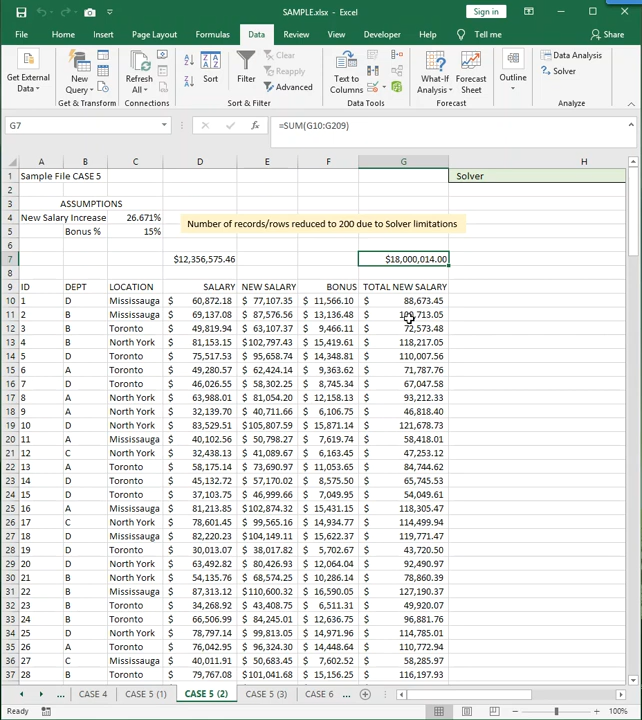 SAMPLE.xlsx - Excel
Sign in
File Home Insert Page Layout Formulas Data Review View Developer Help Tell me Share
Get External Data
New Query
Refresh All
Sort
Filter
Clear
Reapply
Advanced
Text to Columns
What-If Analysis
Forecast Sheet
Outline
Data Analysis
Solver
Get & Transform Connections Sort & Filter Data Tools Forecast Analyze
G7 fx =SUM(G10:G209)
A B C D E F G H
1 Sample File CASE 5 Solver
2
3 ASSUMPTIONS
4 New Salary Increase 26.671% Number of records/rows reduced to 200 due to Solver limitations
5 Bonus % 15%
6
7 $12,356,575.46 $18,000,014.00
8
9 ID DEPT LOCATION SALARY NEW SALARY BONUS TOTAL NEW SALARY
10 1 D Mississauga $ 60,872.18 $ 77,107.35 $ 11,566.10 $ 88,673.45
11 2 B Mississauga $ 69,137.08 $ 87,576.56 $ 13,136.48 $
12 3 B Toronto $ 49,819.94 $ 63,107.37 $ 9,466.11 $ 72,573.48
13 4 B North York $ 81,153.15 $102,797.43 $ 15,419.61 $ 118,217.05
14 5 D Toronto $ 75,517.53 $ 95,658.74 $ 14,348.81 $ 110,007.56
15 6 A Toronto $ 49,280.57 $ 62,424.14 $ 9,363.62 $ 71,787.76
16 7 D Toronto $ 46,026.55 $ 58,302.25 $ 8,745.34 $ 67,047.58
17 8 A North York $ 63,988.01 $ 81,054.20 $ 12,158.13 $ 93,212.33
18 9 A North York $ 32,139.70 $ 40,711.66 $ 6,106.75 $ 46,818.40
19 10 D North York $ 83,529.51 $105,807.59 $ 15,871.14 $ 121,678.73
20 11 A Mississauga $ 40,102.56 $ 50,798.27 $ 7,619.74 $ 58,418.01
21 12 C North York $ 32,438.13 $ 41,089.67 $ 6,163.45 $ 47,253.12
22 13 A Toronto $ 58,175.14 $ 73,690.97 $ 11,053.65 $ 84,744.62
23 14 D Toronto $ 45,132.72 $ 57,170.02 $ 8,575.50 $ 65,745.53
24 15 D Toronto $ 37,103.75 $ 46,999.66 $ 7,049.95 $ 54,049.61
25 16 A Mississauga $ 81,213.85 $102,874.32 $ 15,431.15 $ 118,305.47
26 17 C North York $ 78,601.45 $ 99,565.16 $ 14,934.77 $ 114,499.94
27 18 D Mississauga $ 82,220.23 $104,149.11 $ 15,622.37 $ 119,771.47
28 19 D Toronto $ 30,013.07 $ 38,017.82 $ 5,702.67 $ 43,720.50
29 20 D North York $ 63,492.82 $ 80,426.93 $ 12,064.04 $ 92,490.97
30 21 B North York $ 54,135.76 $ 68,574.25 $ 10,286.14 $ 78,860.39
31 22 B Mississauga $ 87,313.12 $110,600.32 $ 16,590.05 $ 127,190.37
32 23 B Toronto $ 34,268.92 $ 43,408.75 $ 6,511.31 $ 49,920.07
33 24 B Toronto $ 66,506.99 $ 84,245.01 $ 12,636.75 $ 96,881.76
34 25 D North York $ 78,797.14 $ 99,813.05 $ 14,971.96 $ 114,785.01
35 26 A Toronto $ 76,042.95 $ 96,324.30 $ 14,448.64 $ 110,772.94
36 27 C Mississauga $ 40,011.91 $ 50,683.45 $ 7,602.52 $ 58,285.97
37 28 B Toronto $ 79,767.08 $101,041.68 $ 15,156.25 $ 116,197.93
... CASE 4 CASE 5 (1) CASE 5 (2) CASE 5 (3) CASE 6 ...
Ready 100%